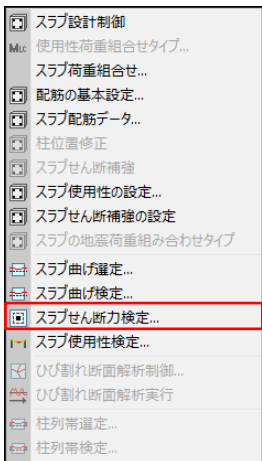 スラブ設計制御
MLC 使用性荷重組合せタイプ...
スラブ荷重組合せ...
配筋の基本設定...
スラブ配筋データ...
柱位置修正
スラブせん断補強
スラブ使用性の設定...
スラブせん断補強の設定
スラブの地震荷重組み合わせタイプ
スラブ曲げ選定...
スラブ曲げ検定...
スラブせん断力検定...
スラブ使用性検定...
ひび割れ断面解析制御...
ひび割れ断面解析実行
柱列帯選定...
柱列帯検定...